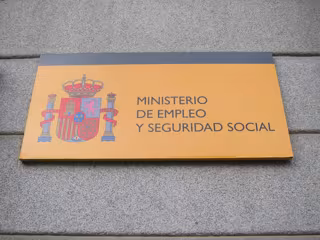 MINISTERIO
DE EMPLEO
Y SEGURIDAD SOCIAL